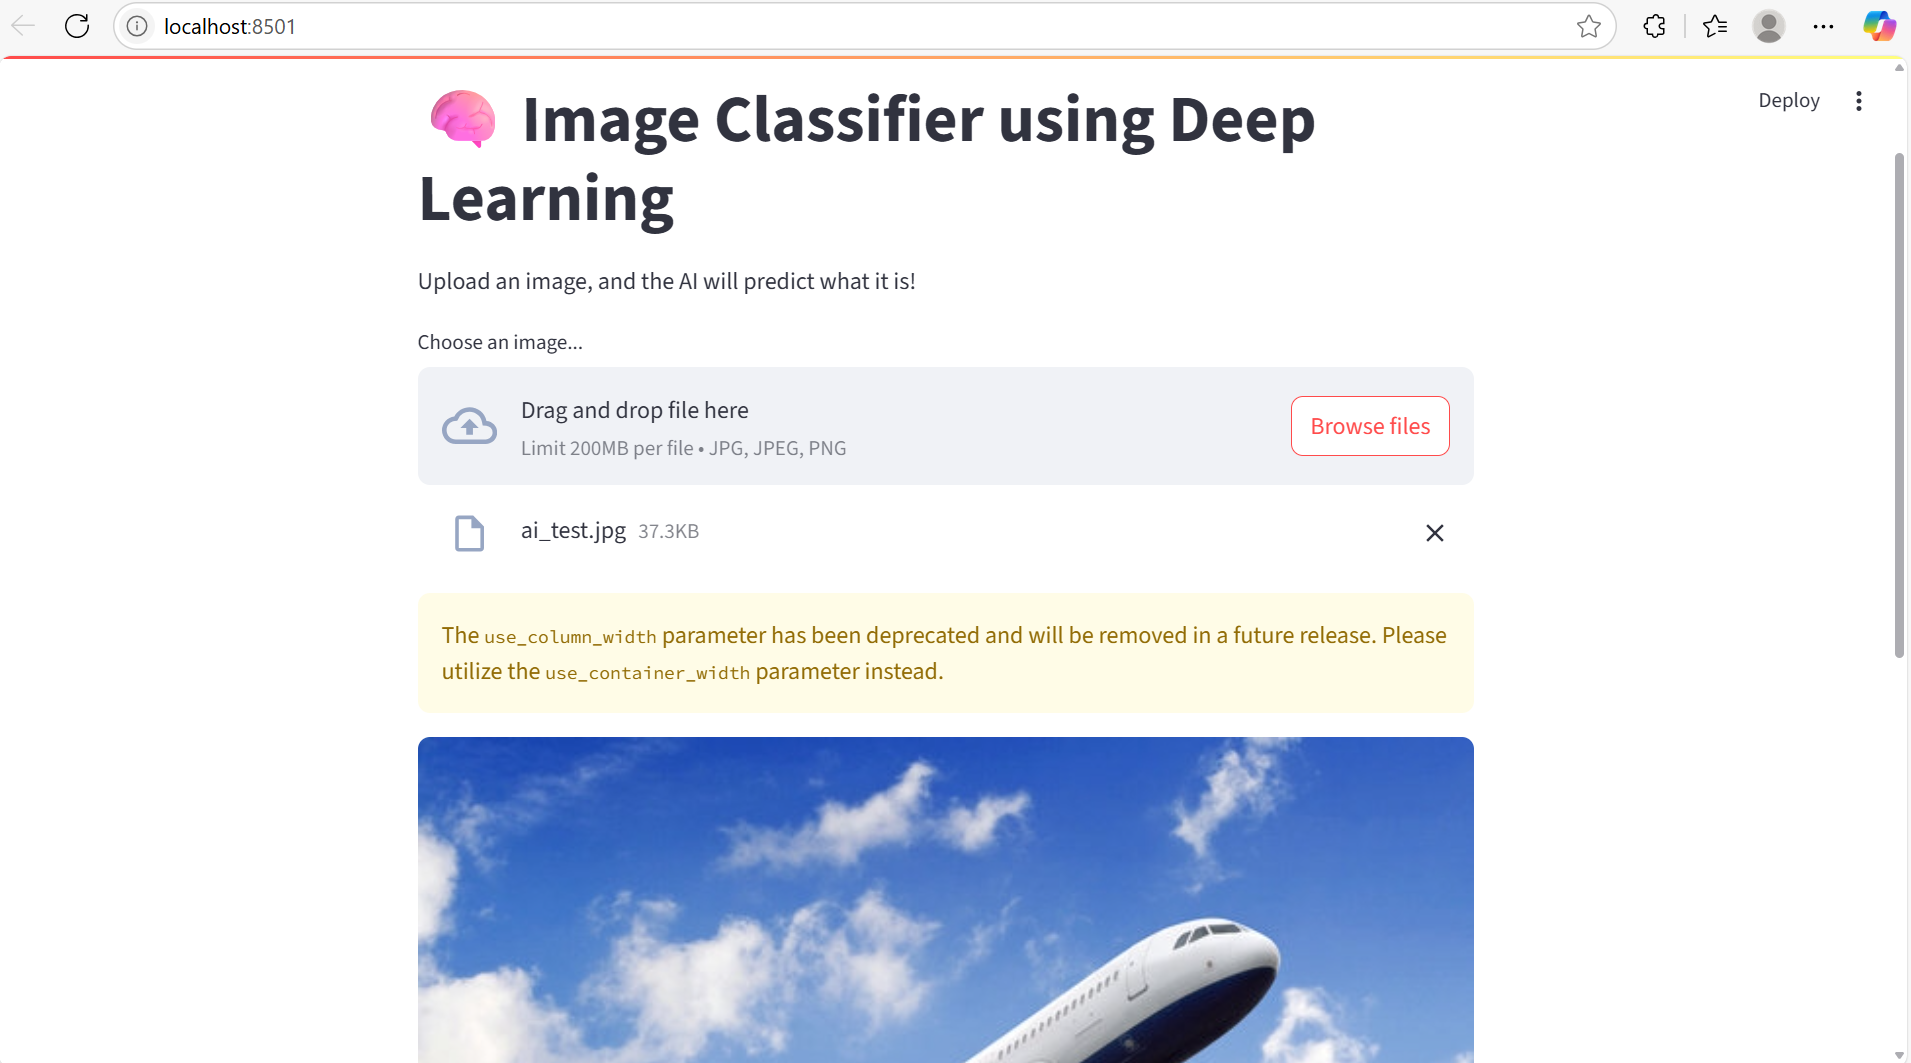 localhost:8501
Deploy
Image Classifier using Deep
Learning
Upload an image, and the AI will predict what it is!
Choose an image...
Drag and drop file here
Limit 200MB per file • JPG, JPEG, PNG
Browse files
ai_test.jpg 37.3KB
The use_column_width parameter has been deprecated and will be removed in a future release. Please
utilize the use_container_width parameter instead.